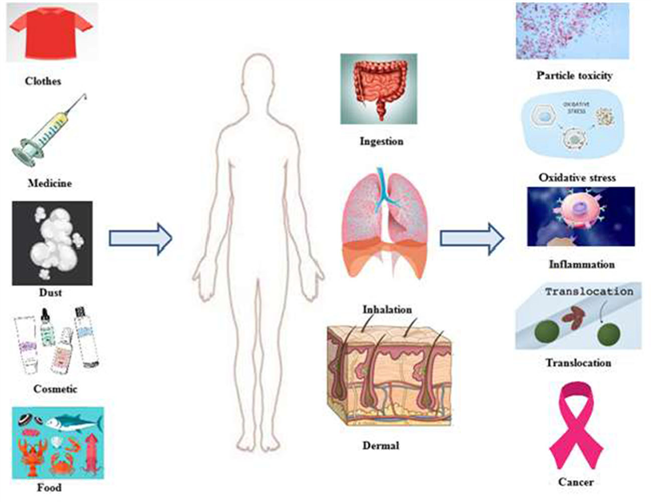 Clothes
Medicine
Dust
Cosmetic
Food
Ingestion
Inhalation
Dermal
Particle toxicity
OXIDATIVE
STRESS
Oxidative stress
Inflammation
Translocation
Translocation
Cancer